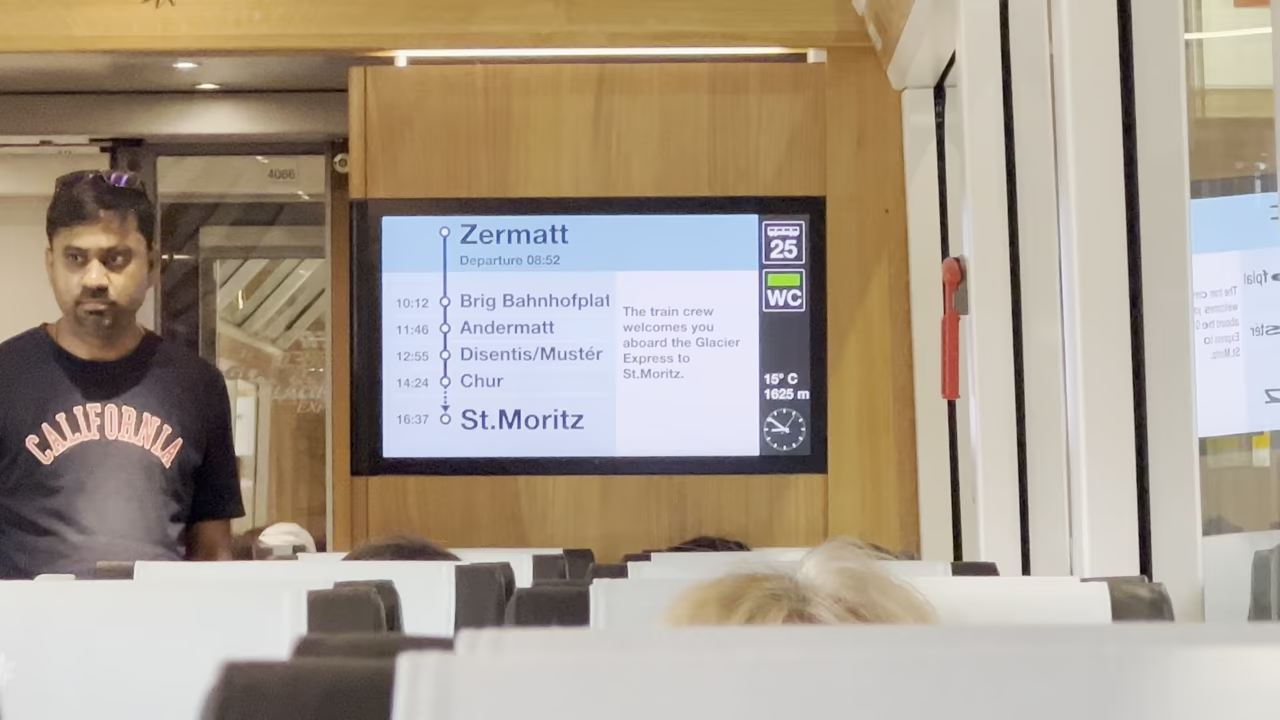 4086
CALIFORNIA
Zermatt
Departure 08:52
10:12 Brig Bahnhofplat
11:46 Andermatt
12:55 Disentis/Mustér
14:24 Chur
16:37 St.Moritz
The train crew
welcomes you
aboard the Glacier
Express to
St.Moritz.
25
WC
15° C
1625 m